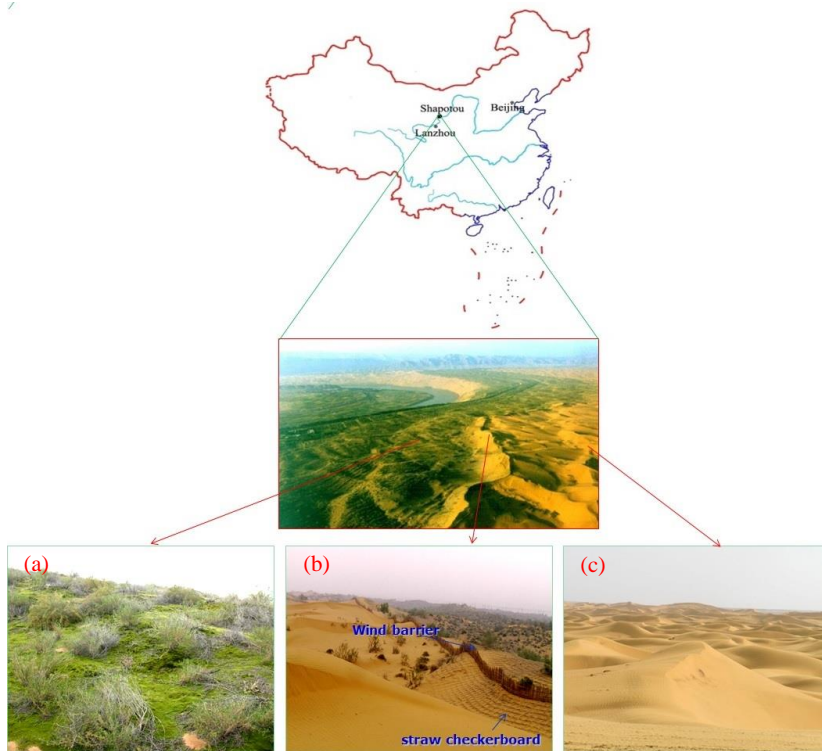 Shapotou
Beijing
Lanzhou
(a)
(b)
(c)
Wind barrier
straw checkerboard